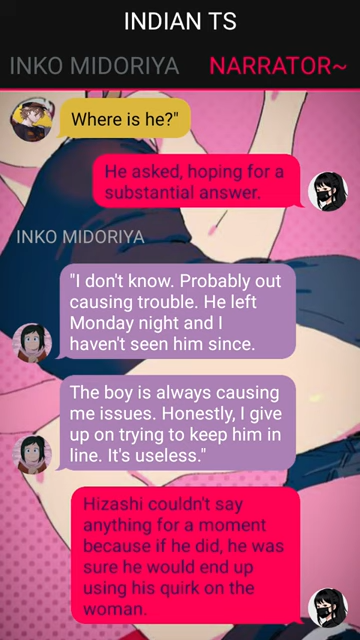 INDIAN TS
INKO MIDORIYA NARRATOR~
Where is he?"
He asked, hoping for a
substantial answer.
INKO MIDORIYA
"I don't know. Probably out
causing trouble. He left
Monday night and I
haven't seen him since.
The boy is always causing
me issues. Honestly, I give
up on trying to keep him in
line. It's useless."
Hizashi couldn't say
anything for a moment
because if he did, he was
sure he would end up
using his quirk on the
woman.